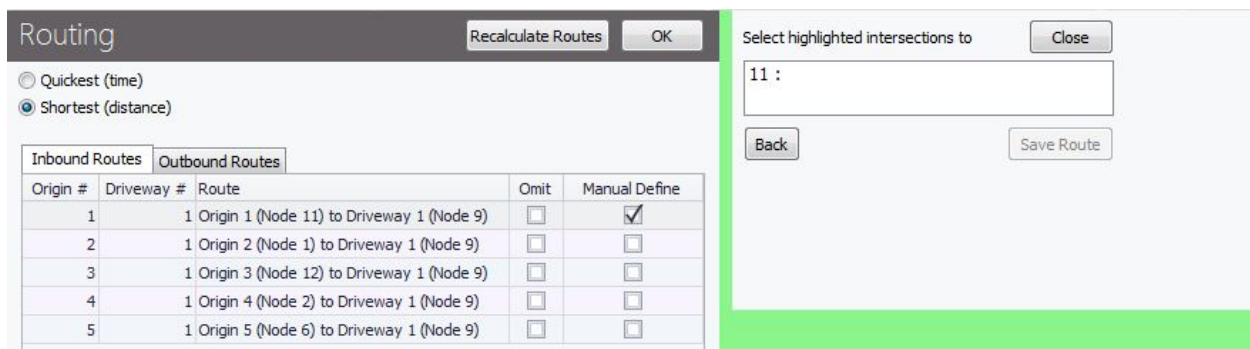 Routing
Recalculate Routes
OK
Quickest (time)
Shortest (distance)
Inbound Routes
Outbound Routes
Origin # Driveway # Route Omit Manual Define
1 1 Origin 1 (Node 11) to Driveway 1 (Node 9)
2 1 Origin 2 (Node 1) to Driveway 1 (Node 9)
3 1 Origin 3 (Node 12) to Driveway 1 (Node 9)
4 1 Origin 4 (Node 2) to Driveway 1 (Node 9)
5 1 Origin 5 (Node 6) to Driveway 1 (Node 9)
Select highlighted intersections to
Close
11 :
Back
Save Route